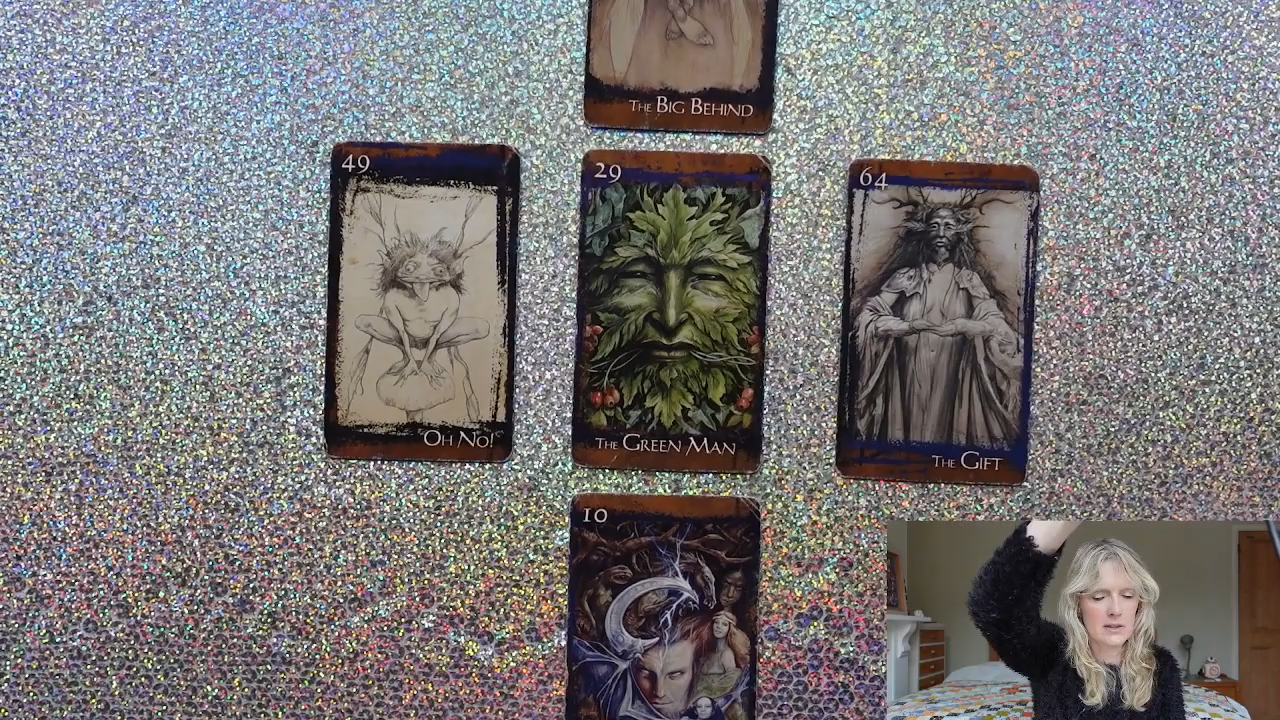 The Big Behind
49
Oh No!
29
The Green Man
64
The Gift
10